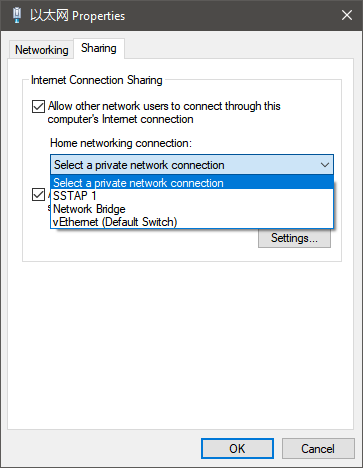 以太网 Properties
Networking
Sharing
Internet Connection Sharing
Allow other network users to connect through this
computer's Internet connection
Home networking connection:
Select a private network connection
Select a private network connection
SSTAP 1
Network Bridge
vEthernet (Default Switch)
Settings...
OK
Cancel